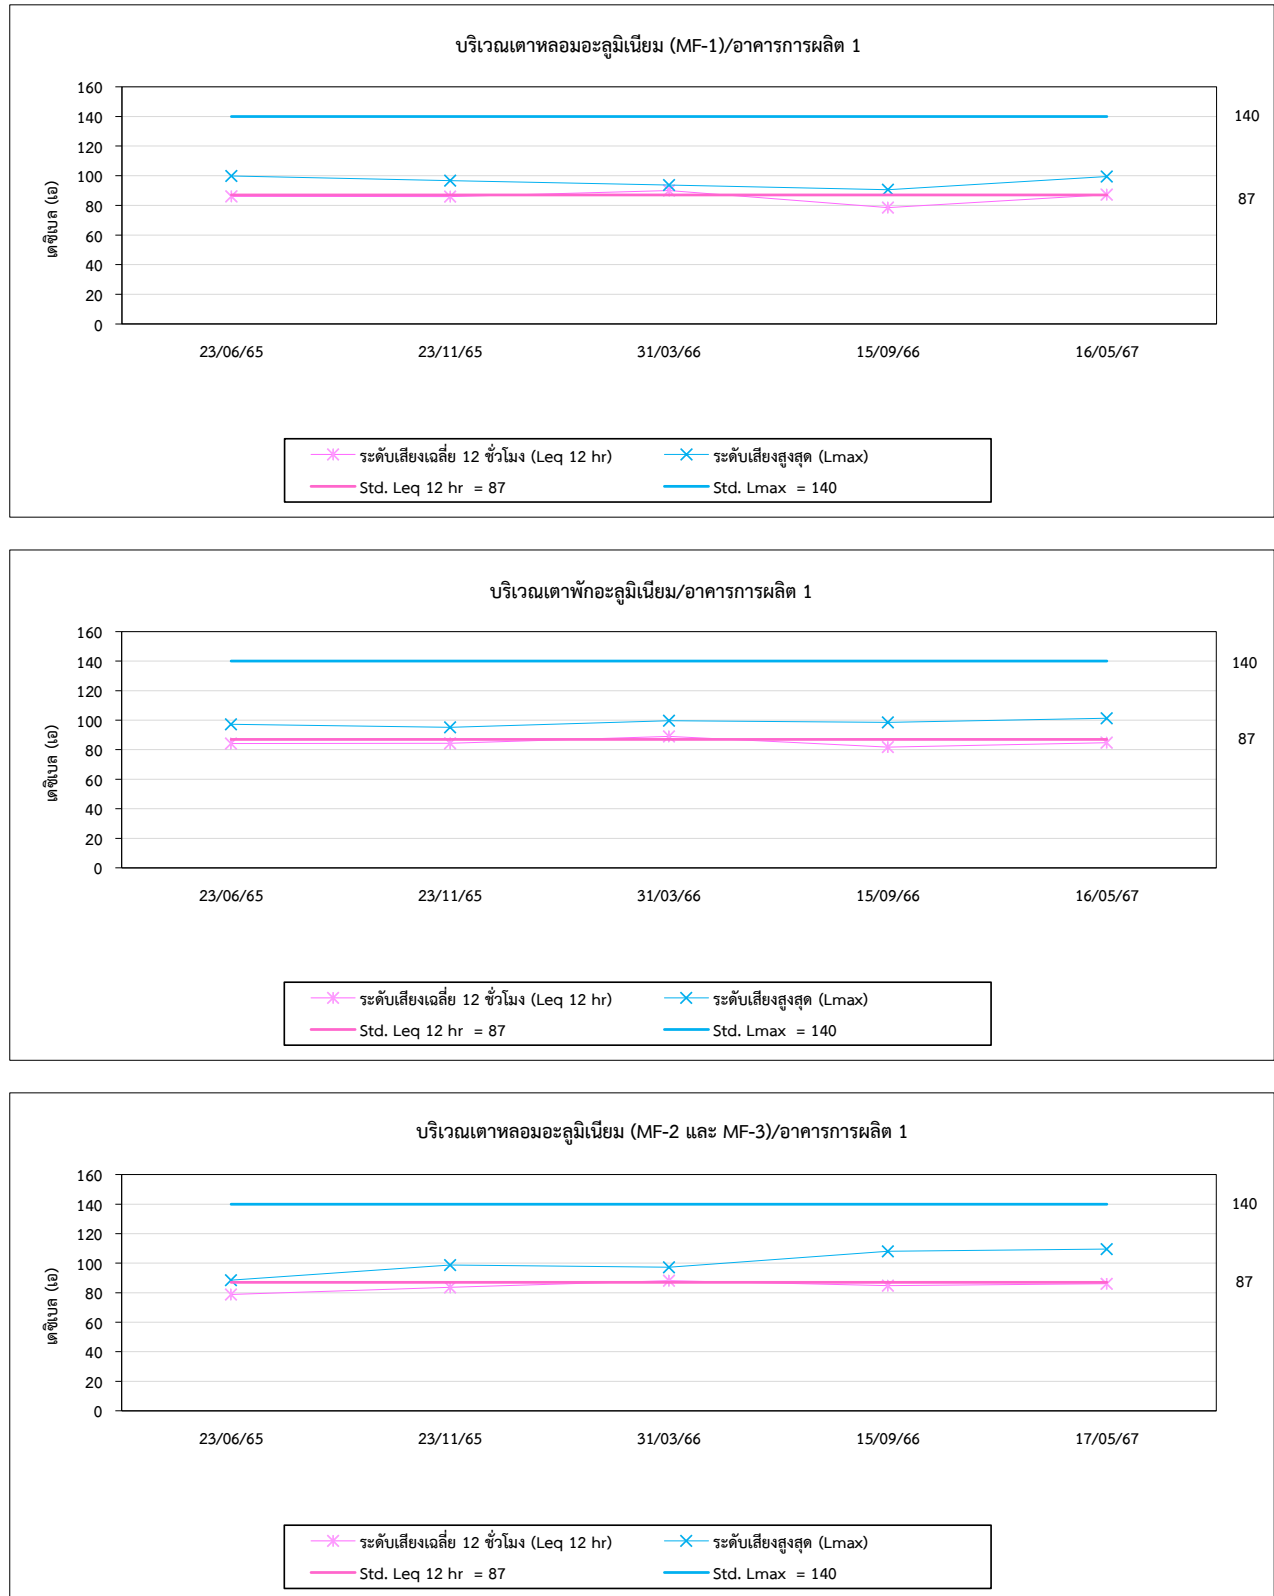 บริเวณเตาหลอมอะลูมิเนียม (MF-1)/อาคารการผลิต 1
เดซิเบล (เอ)
160
140
120
100
80
60
40
20
0
140
87
23/06/65 23/11/65 31/03/66 15/09/66 16/05/67
ระดับเสียงเฉลี่ย 12 ชั่วโมง (Leq 12 hr) ระดับเสียงสูงสุด (Lmax)
Std. Leq 12 hr = 87 Std. Lmax = 140
บริเวณเตาพักอะลูมิเนียม/อาคารการผลิต 1
เดซิเบล (เอ)
160
140
120
100
80
60
40
20
0
140
87
23/06/65 23/11/65 31/03/66 15/09/66 16/05/67
ระดับเสียงเฉลี่ย 12 ชั่วโมง (Leq 12 hr) ระดับเสียงสูงสุด (Lmax)
Std. Leq 12 hr = 87 Std. Lmax = 140
บริเวณเตาหลอมอะลูมิเนียม (MF-2 และ MF-3)/อาคารการผลิต 1
เดซิเบล (เอ)
160
140
120
100
80
60
40
20
0
140
87
23/06/65 23/11/65 31/03/66 15/09/66 17/05/67
ระดับเสียงเฉลี่ย 12 ชั่วโมง (Leq 12 hr) ระดับเสียงสูงสุด (Lmax)
Std. Leq 12 hr = 87 Std. Lmax = 140